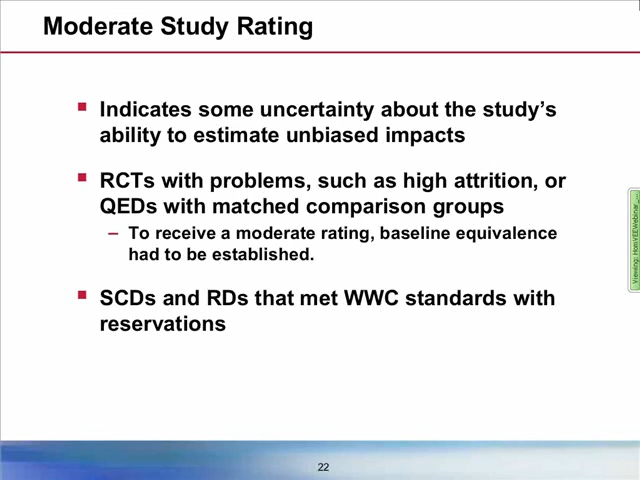 Moderate Study Rating
Indicates some uncertainty about the study's
ability to estimate unbiased impacts
RCTs with problems, such as high attrition, or
QEDs with matched comparison groups
– To receive a moderate rating, baseline equivalence
had to be established.
SCDs and RDs that met WWC standards with
reservations
Viewing: HomVEEWebinar_...
22